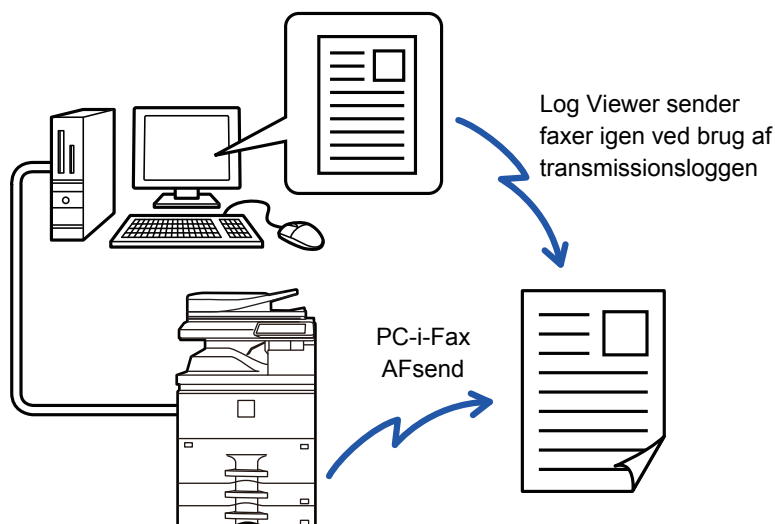 Log Viewer sender
faxer igen ved brug af
transmissionsloggen
PC-i-Fax
AFsend